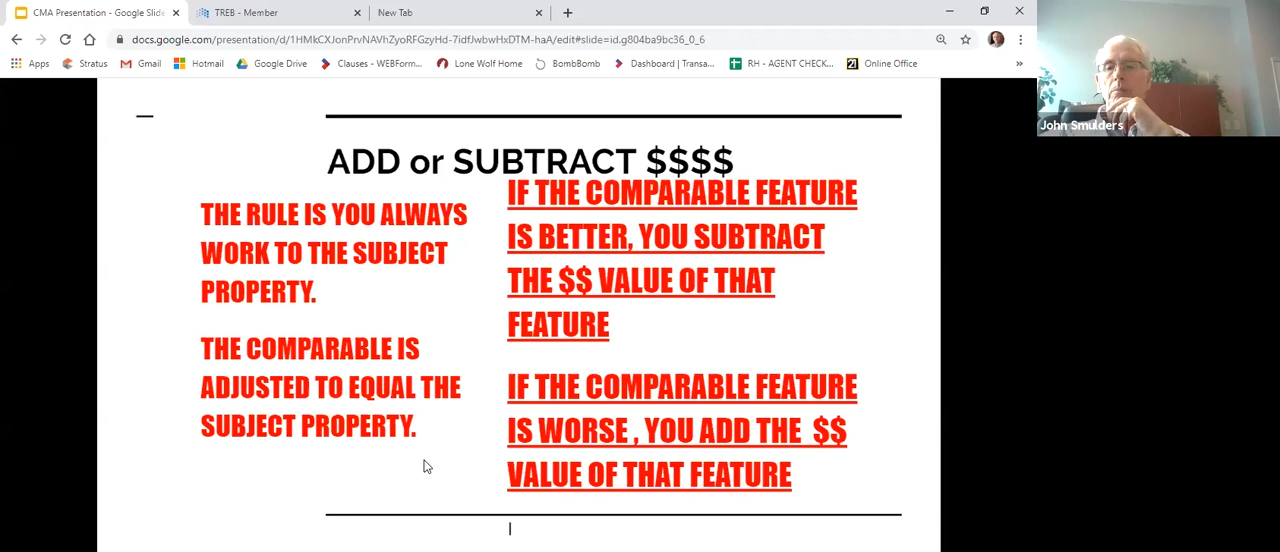 CMA Presentation - Google Slide
TREB - Member
New Tab
docs.google.com/presentation/d/1HMkCXJonPrvNAVhZyoRFGzyHd-7idfJwbwHxDTM-haA/edit#slide=id.g804ba9bc36_0_6
Apps Stratus Gmail Hotmail Google Drive Clauses - WEBForm... Lone Wolf Home BombBomb Dashboard | Transa... RH - AGENT CHECK... 21 Online Office »
John Smulders
ADD or SUBTRACT $$$$
THE RULE IS YOU ALWAYS
WORK TO THE SUBJECT
PROPERTY.
THE COMPARABLE IS
ADJUSTED TO EQUAL THE
SUBJECT PROPERTY.
IF THE COMPARABLE FEATURE
IS BETTER, YOU SUBTRACT
THE $$ VALUE OF THAT
FEATURE
IF THE COMPARABLE FEATURE
IS WORSE , YOU ADD THE $$
VALUE OF THAT FEATURE